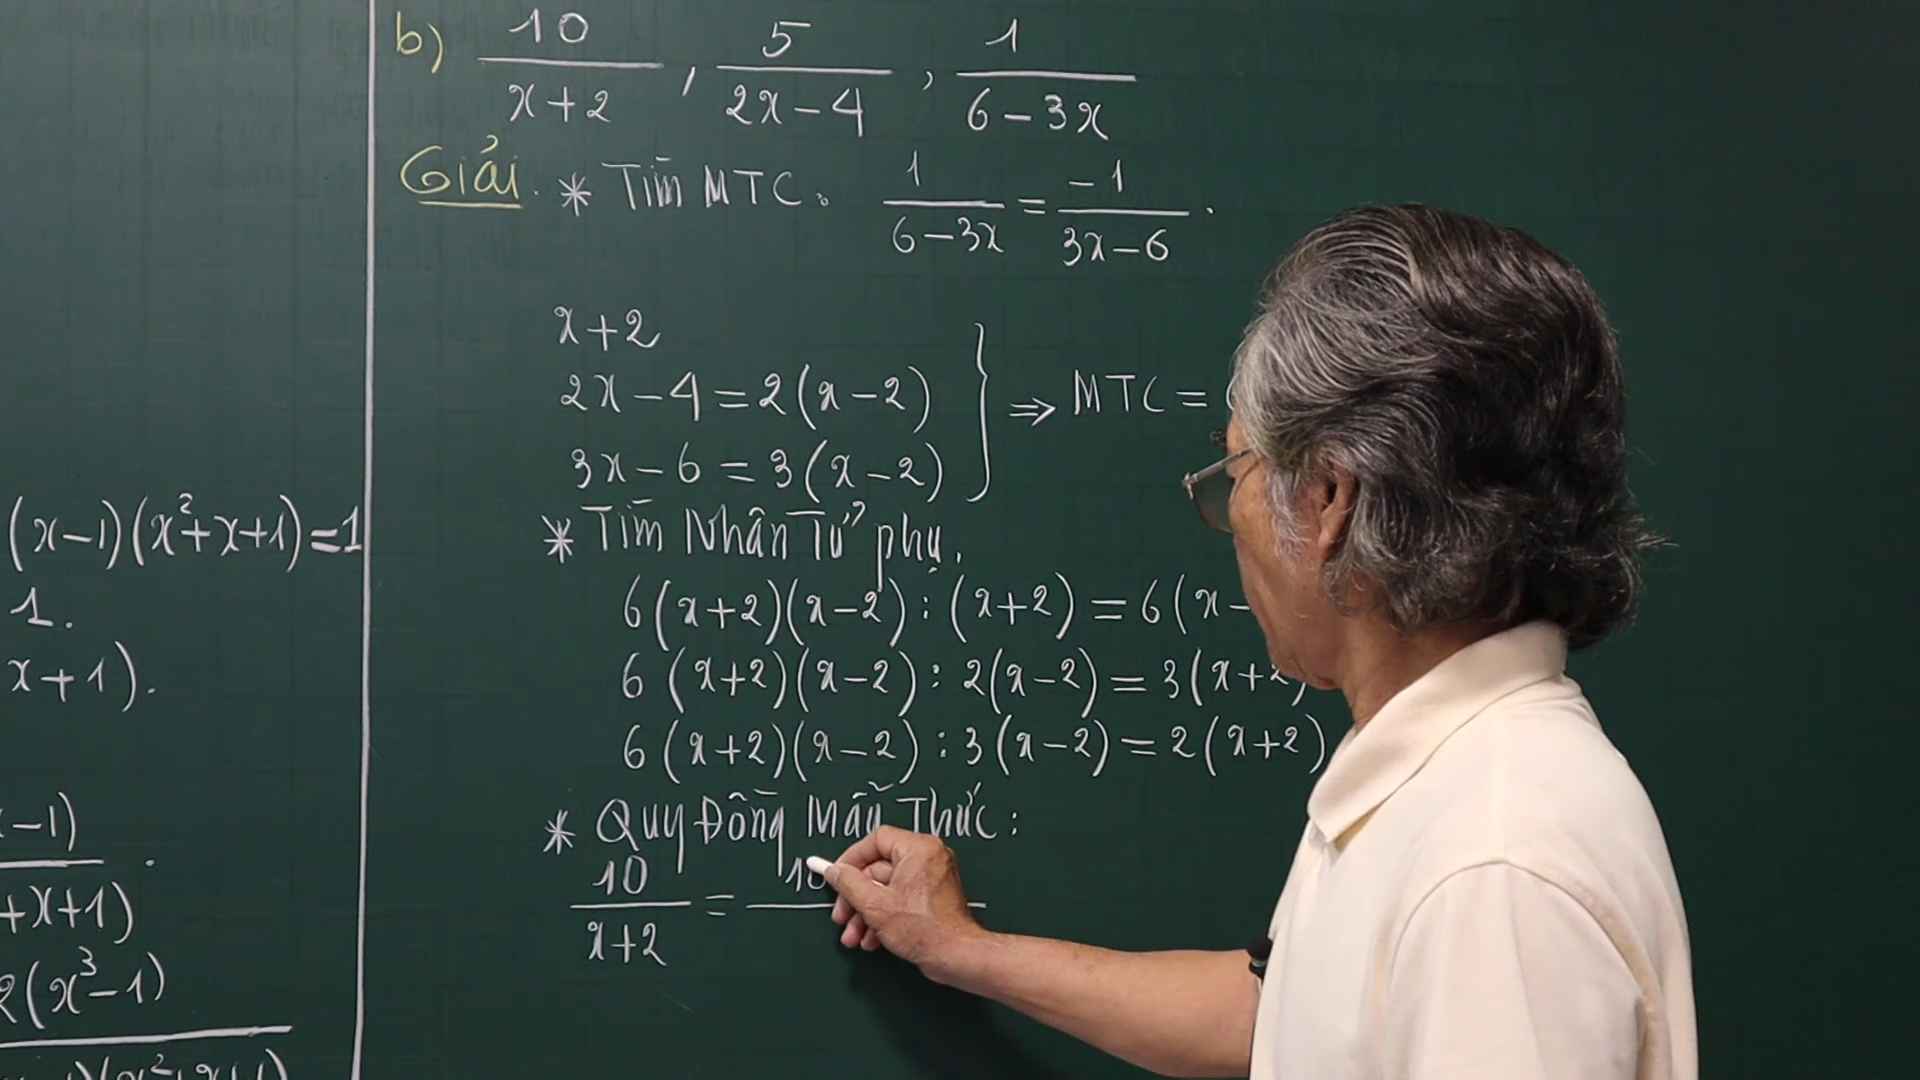 b) 10/(x+2), 5/(2x-4), 1/(6-3x)
Giải. * Tìm MTC: 1/(6-3x) = -1/(3x-6).
x+2
2x-4=2(x-2)
3x-6=3(x-2)
} ⇒ MTC = (
* Tìm Nhân Tử phụ.
6(x+2)(x-2):(x+2)=6(x-
6(x+2)(x-2):2(x-2)=3(x+2)
6(x+2)(x-2):3(x-2)=2(x+2)
* Quy Đồng Mẫu Thức:
10/(x+2) = 10
(x-1)(x²+x+1)=1
1.
x+1).
-1)
.
+x+1)
2(x³-1)